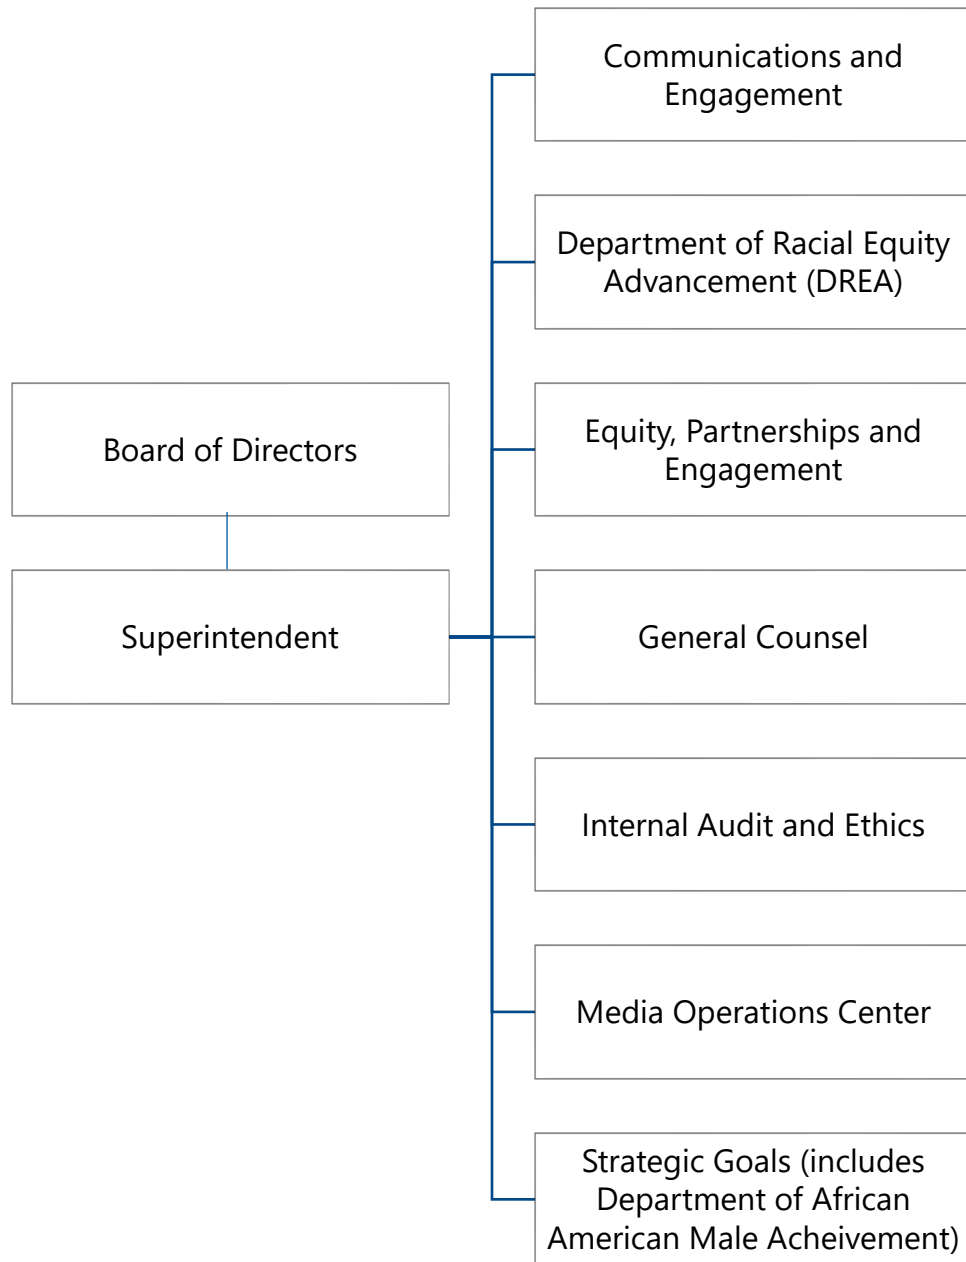 Board of Directors
Superintendent
Communications and
Engagement
Department of Racial Equity
Advancement (DREA)
Equity, Partnerships and
Engagement
General Counsel
Internal Audit and Ethics
Media Operations Center
Strategic Goals (includes
Department of African
American Male Acheivement)